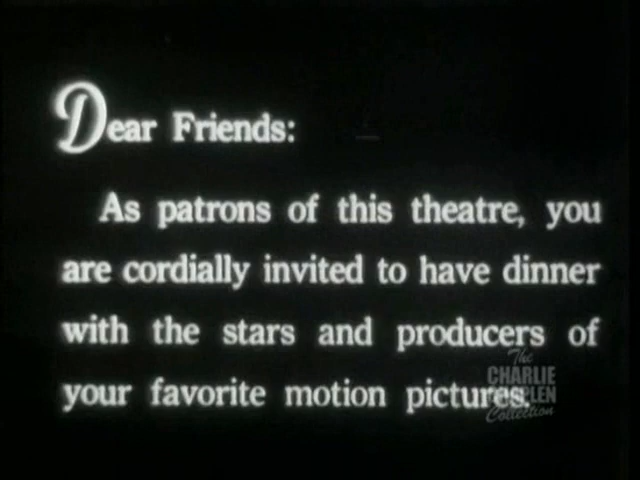 Dear Friends:
As patrons of this theatre, you
are cordially invited to have dinner
with the stars and producers of
your favorite motion pictures.
The
CHARLIE
Collection